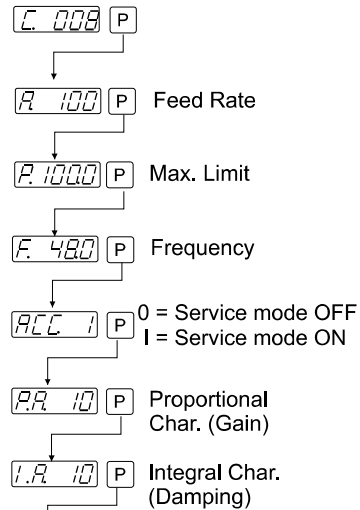 C. 008 P
A. 100 P Feed Rate
P. 100.0 P Max. Limit
F. 48.0 P Frequency
ACC. 1 P 0 = Service mode OFF
I = Service mode ON
P.A. 10 P Proportional
Char. (Gain)
I.A. 10 P Integral Char.
(Damping)